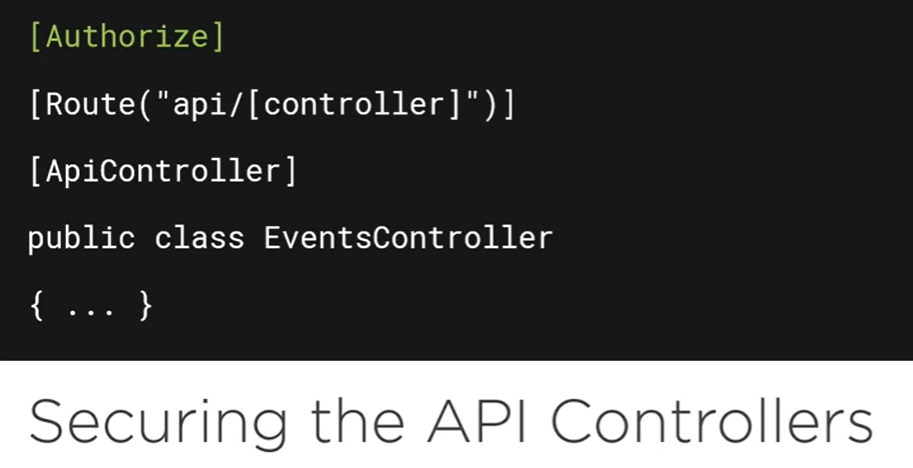 [Authorize]
[Route("api/[controller]")]
[ApiController]
public class EventsController
{ ... }
Securing the API Controllers